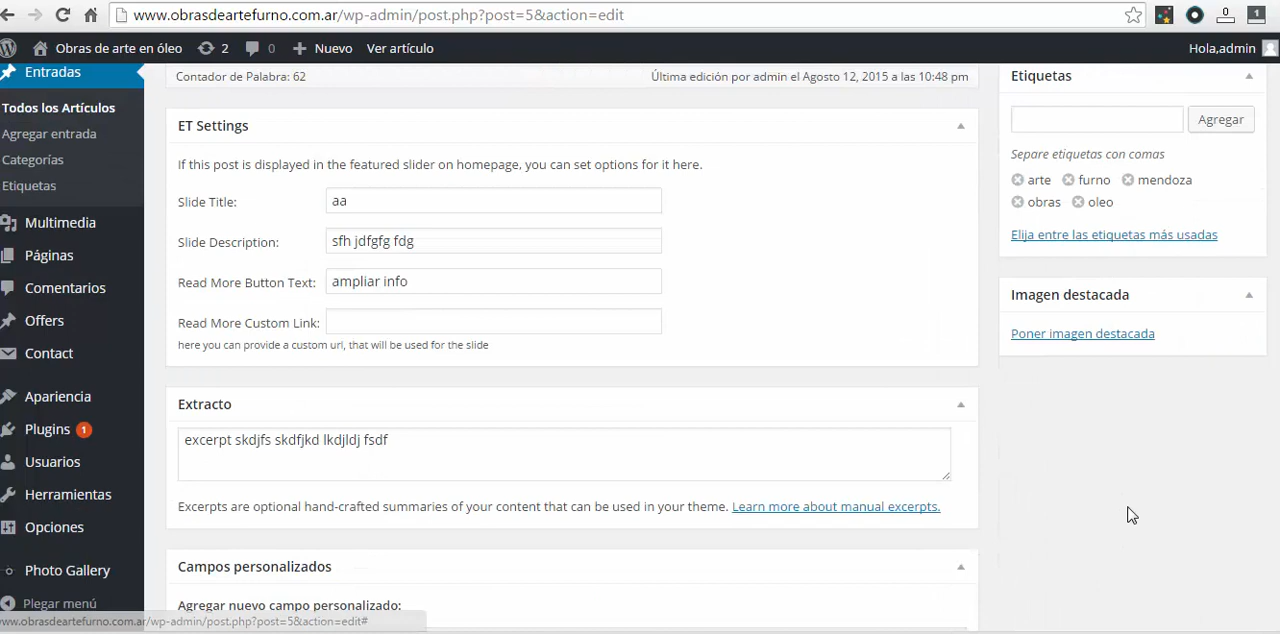 www.obrasdeartefurno.com.ar/wp-admin/post.php?post=5&action=edit
0
1
Obras de arte en óleo
2
0
Nuevo
Ver artículo
Hola,admin
Entradas
Todos los Artículos
Agregar entrada
Categorías
Etiquetas
Multimedia
Páginas
Comentarios
Offers
Contact
Apariencia
Plugins 1
Usuarios
Herramientas
Opciones
Photo Gallery
Plegar menú
Contador de Palabra: 62
Última edición por admin el Agosto 12, 2015 a las 10:48 pm
ET Settings
If this post is displayed in the featured slider on homepage, you can set options for it here.
Slide Title: aa
Slide Description: sfh jdfgfg fdg
Read More Button Text: ampliar info
Read More Custom Link:
here you can provide a custom url, that will be used for the slide
Extracto
excerpt skdjfs skdfjkd lkdjldj fsdf
Excerpts are optional hand-crafted summaries of your content that can be used in your theme. Learn more about manual excerpts.
Campos personalizados
Agregar nuevo campo personalizado:
Etiquetas
Agregar
Separe etiquetas con comas
arte furno mendoza
obras oleo
Elija entre las etiquetas más usadas
Imagen destacada
Poner imagen destacada
www.obrasdeartefurno.com.ar/wp-admin/post.php?post=5&action=edit#